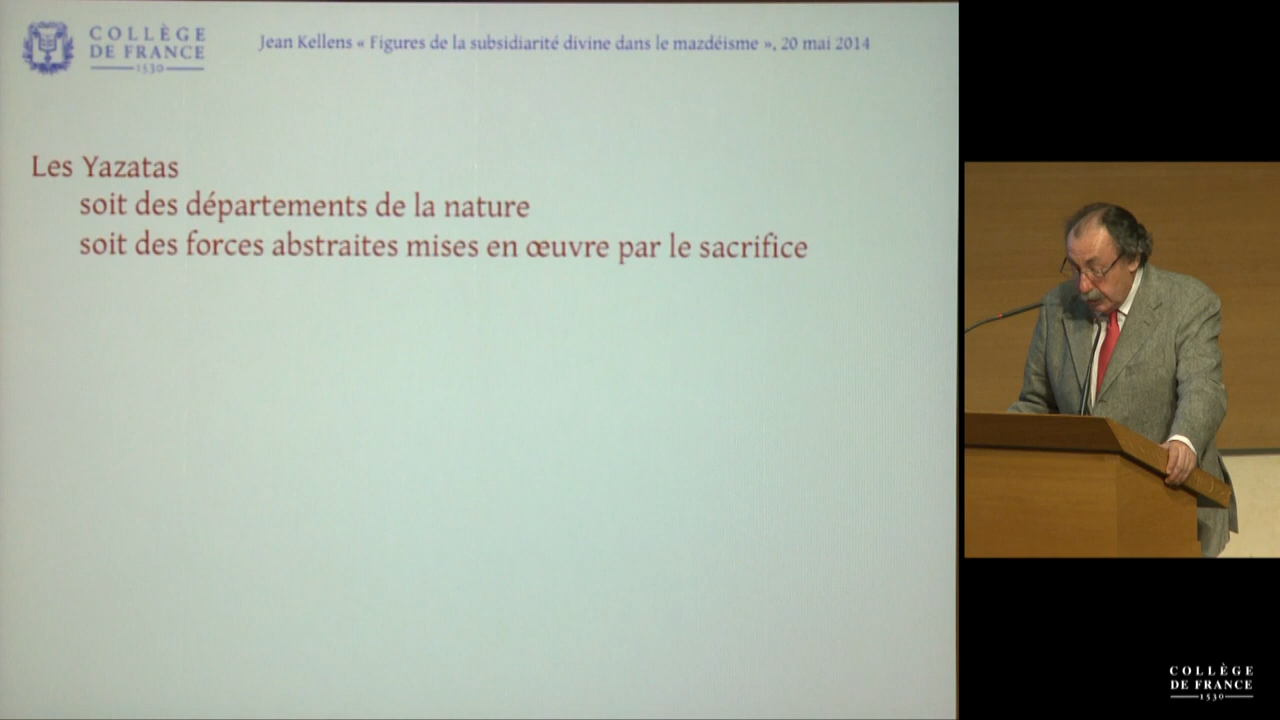 COLLÈGE
DE FRANCE
1530
Jean Kellens « Figures de la subsidiarité divine dans le mazdéisme », 20 mai 2014
Les Yazatas
soit des départements de la nature
soit des forces abstraites mises en œuvre par le sacrifice
COLLÈGE
DE FRANCE
1530